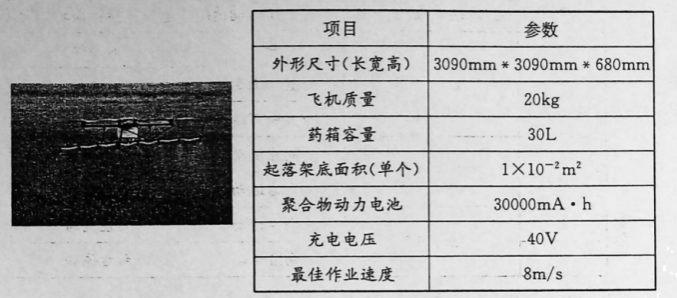 项目 参数
外形尺寸(长宽高) 3090mm*3090mm*680mm
飞机质量 20kg
药箱容量 30L
起落架底面积(单个) 1×10⁻²m²
聚合物动力电池 30000mA·h
充电电压 40V
最佳作业速度 8m/s